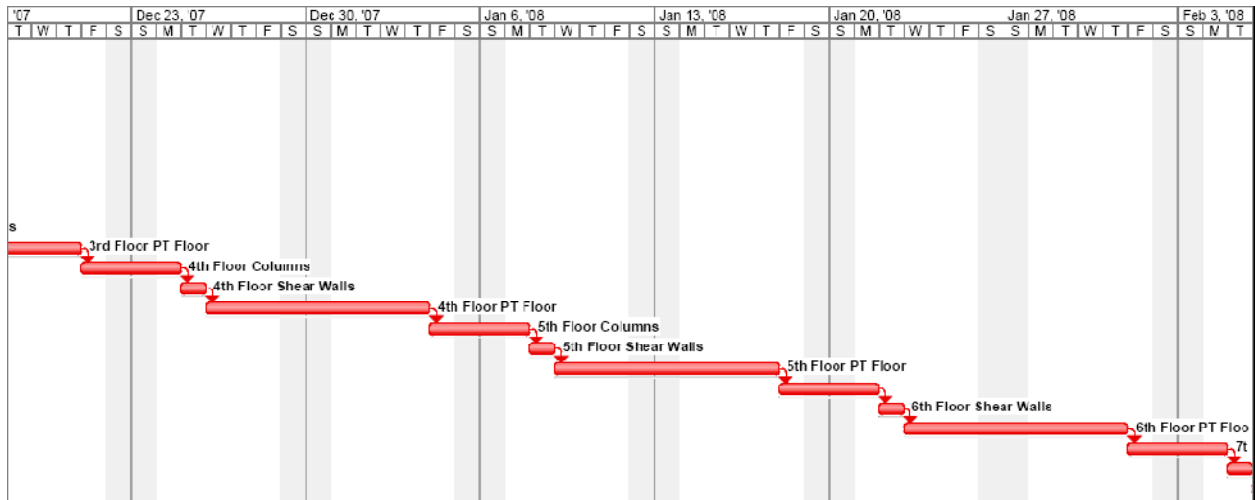 '07 Dec 23, '07 Dec 30, '07 Jan 6, '08 Jan 13, '08 Jan 20, '08 Jan 27, '08 Feb 3, '08
T W T F S S M T W T F S S M T W T F S S M T W T F S S M T W T F S S M T W T F S S M T W T F S S M T
s
3rd Floor PT Floor
4th Floor Columns
4th Floor Shear Walls
4th Floor PT Floor
5th Floor Columns
5th Floor Shear Walls
5th Floor PT Floor
6th Floor Shear Walls
6th Floor PT Floo
7t